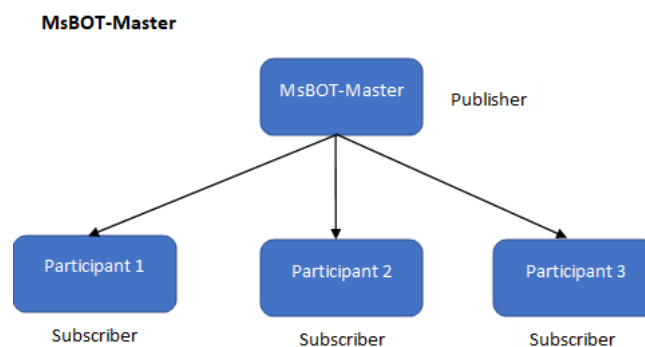 MsBOT-Master
MsBOT-Master
Publisher
Participant 1
Participant 2
Participant 3
Subscriber
Subscriber
Subscriber